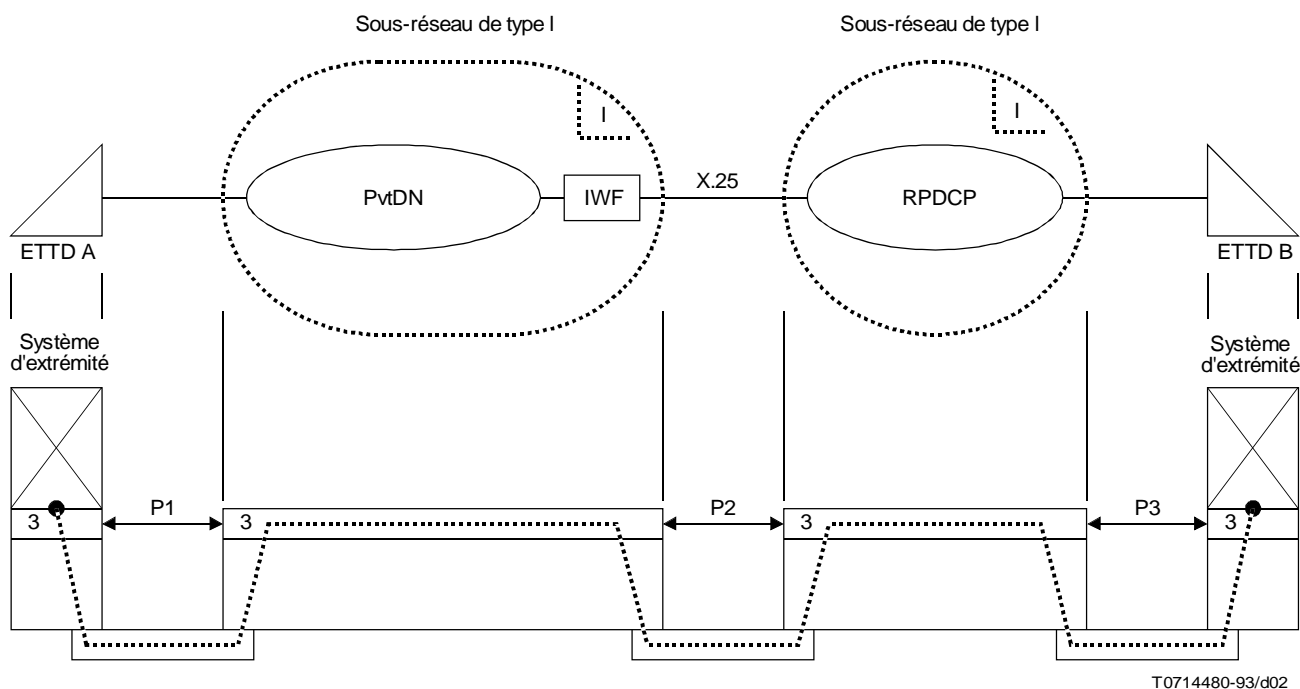 Sous-réseau de type I
Sous-réseau de type I
I
I
PvtDN
IWF
X.25
RPDCP
ETTD A
ETTD B
Système
d'extrémité
Système
d'extrémité
P1
P2
P3
3
3
3
3
T0714480-93/d02